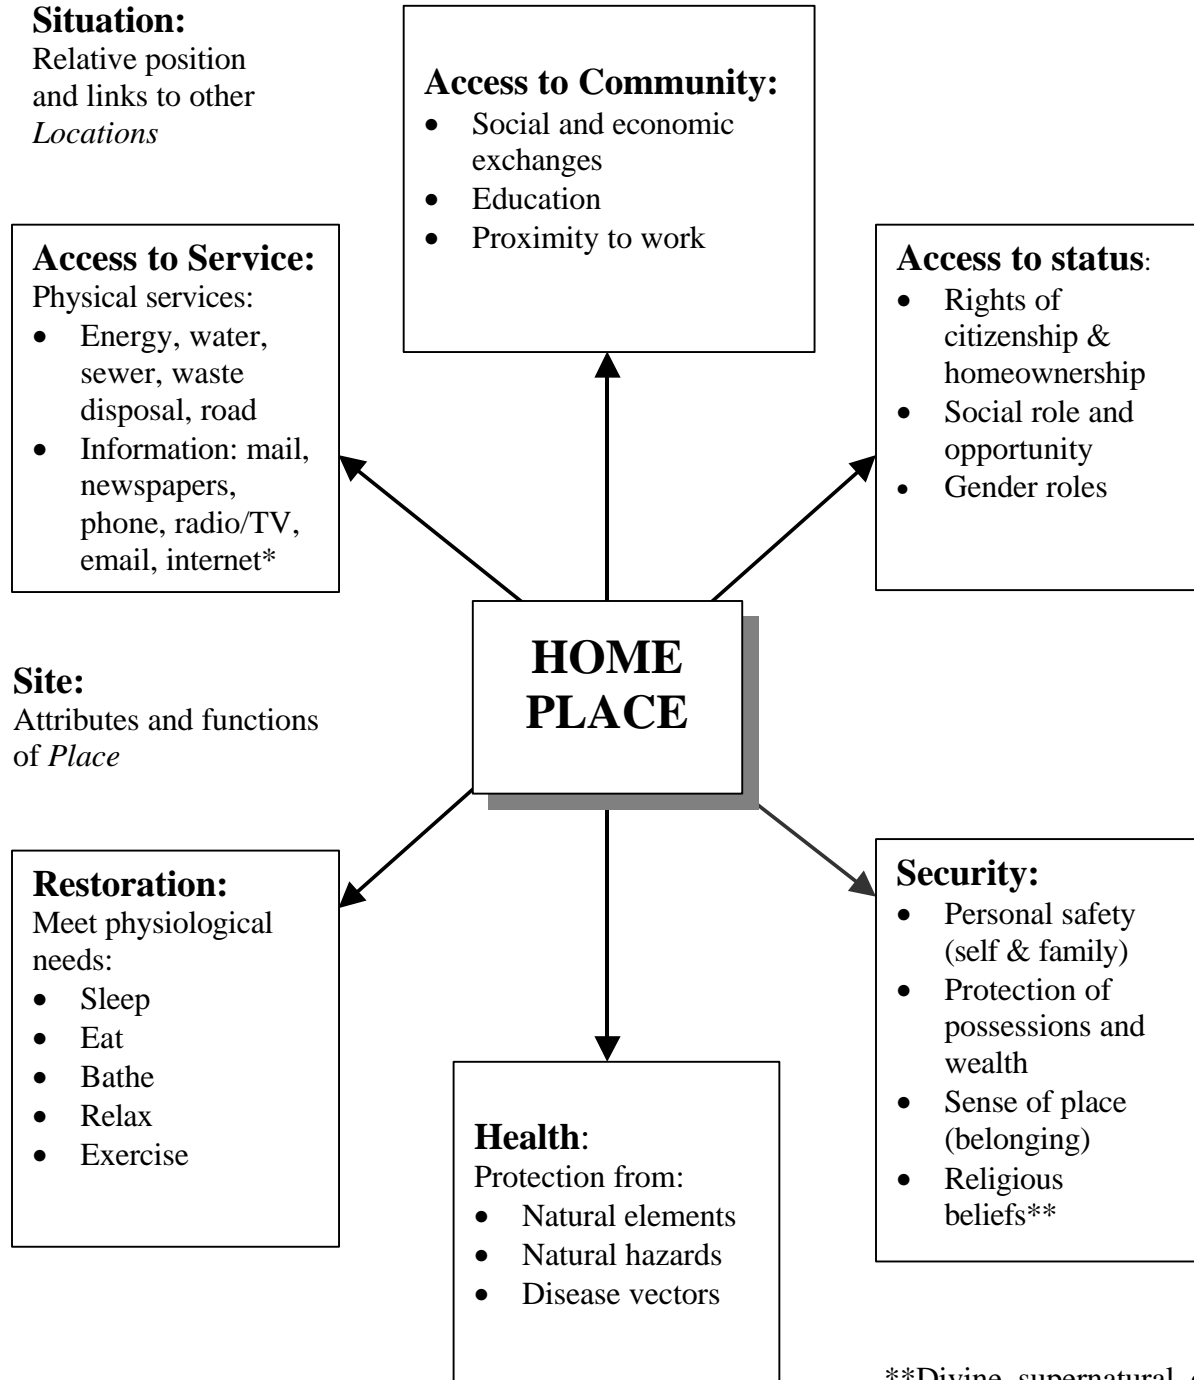 Situation:
Relative position
and links to other
Locations
Access to Community:
• Social and economic
exchanges
• Education
• Proximity to work
Access to Service:
Physical services:
• Energy, water,
sewer, waste
disposal, road
• Information: mail,
newspapers,
phone, radio/TV,
email, internet*
Access to status:
• Rights of
citizenship &
homeownership
• Social role and
opportunity
• Gender roles
HOME
PLACE
Site:
Attributes and functions
of Place
Restoration:
Meet physiological
needs:
• Sleep
• Eat
• Bathe
• Relax
• Exercise
Health:
Protection from:
• Natural elements
• Natural hazards
• Disease vectors
Security:
• Personal safety
(self & family)
• Protection of
possessions and
wealth
• Sense of place
(belonging)
• Religious
beliefs**
**Divine supernatural